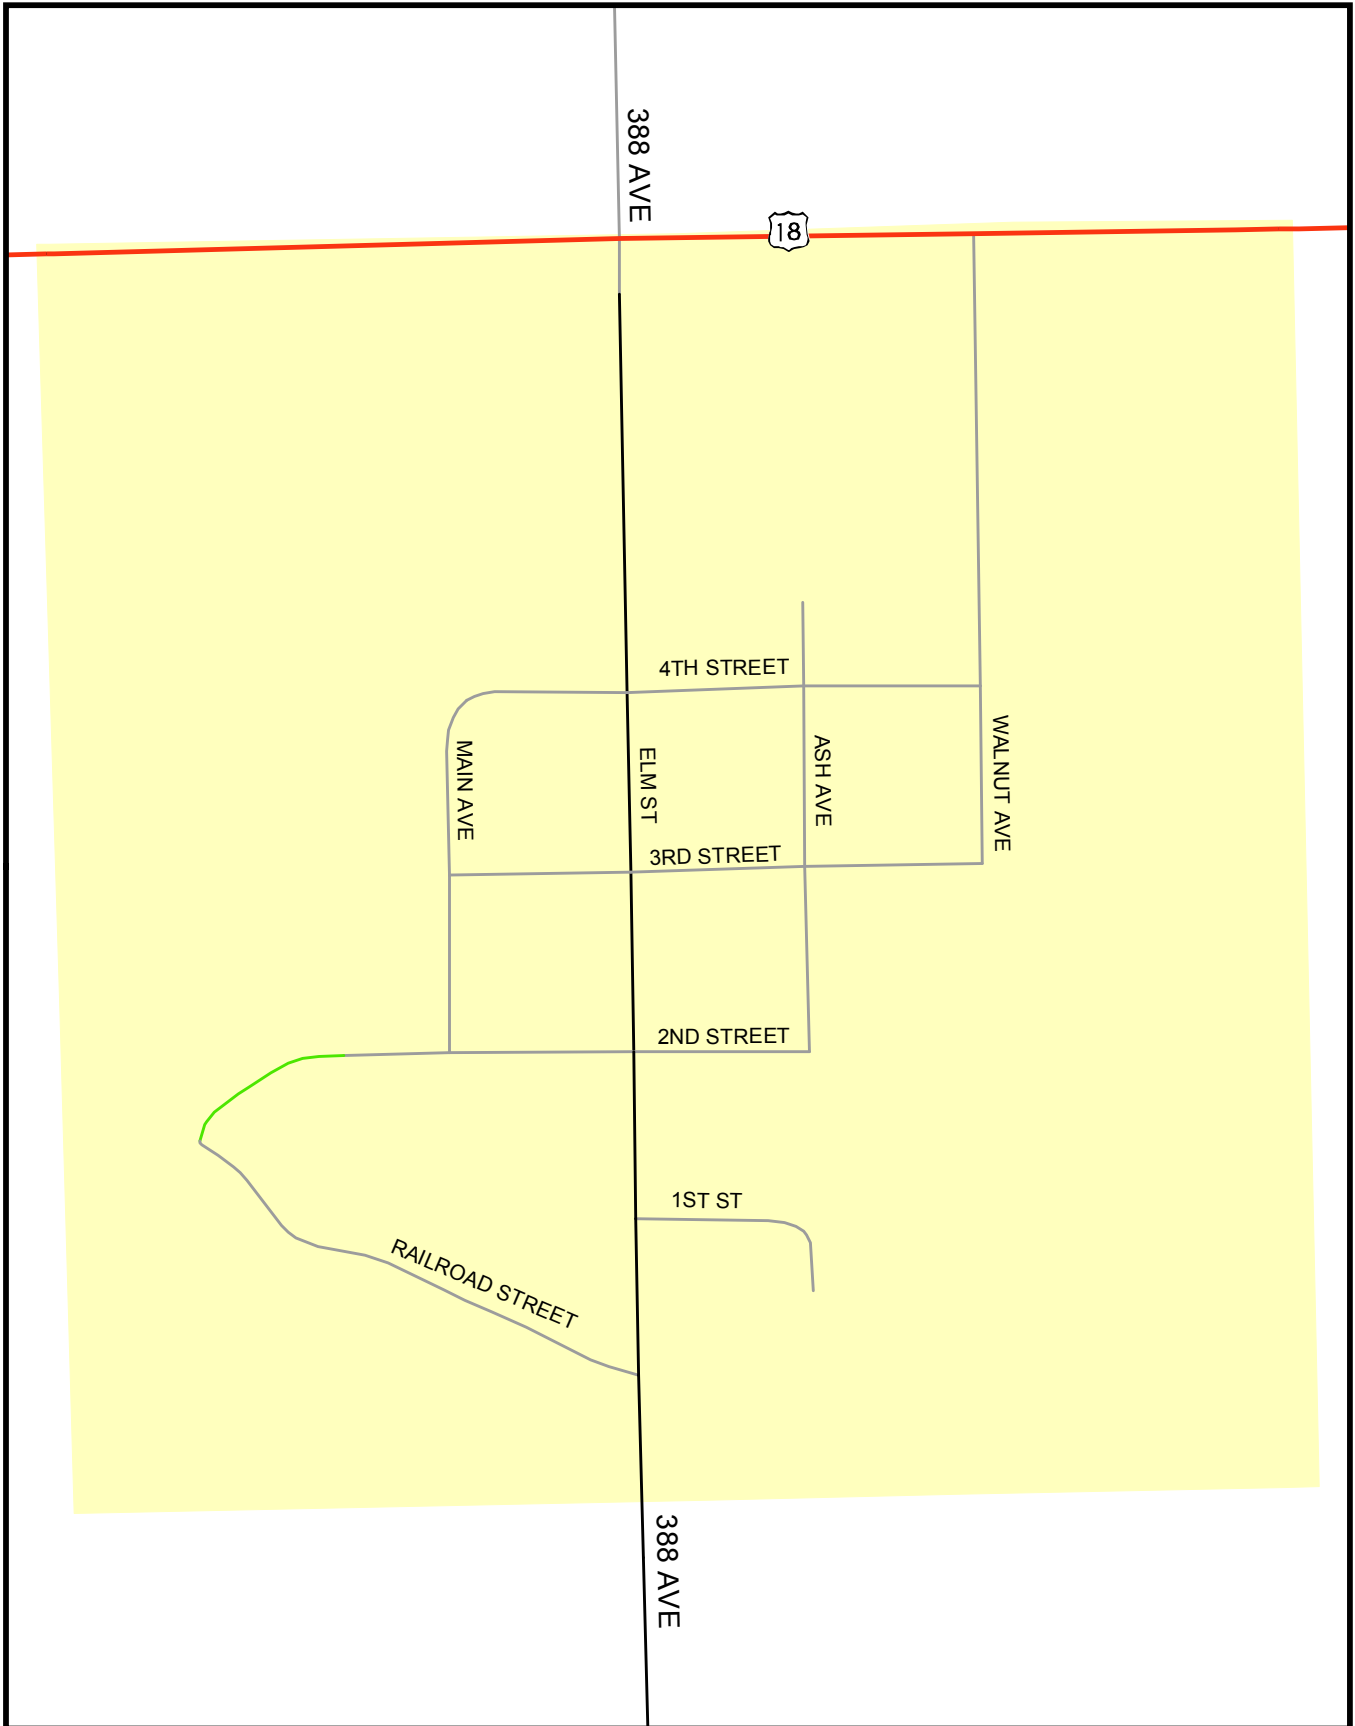 388 AVE
18
4TH STREET
MAIN AVE
ELM ST
ASH AVE
WALNUT AVE
3RD STREET
2ND STREET
1ST ST
RAILROAD STREET
388 AVE